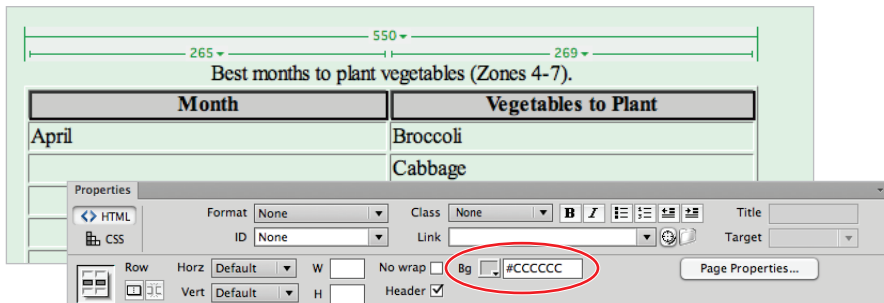 550
265 269
Best months to plant vegetables (Zones 4-7).
Month Vegetables to Plant
April Broccoli
Cabbage
Properties
<> HTML Format None Class None B I Title
CSS ID None Link Target
Row Horz Default W No wrap Bg #CCCCCC Page Properties...
Vert Default H Header